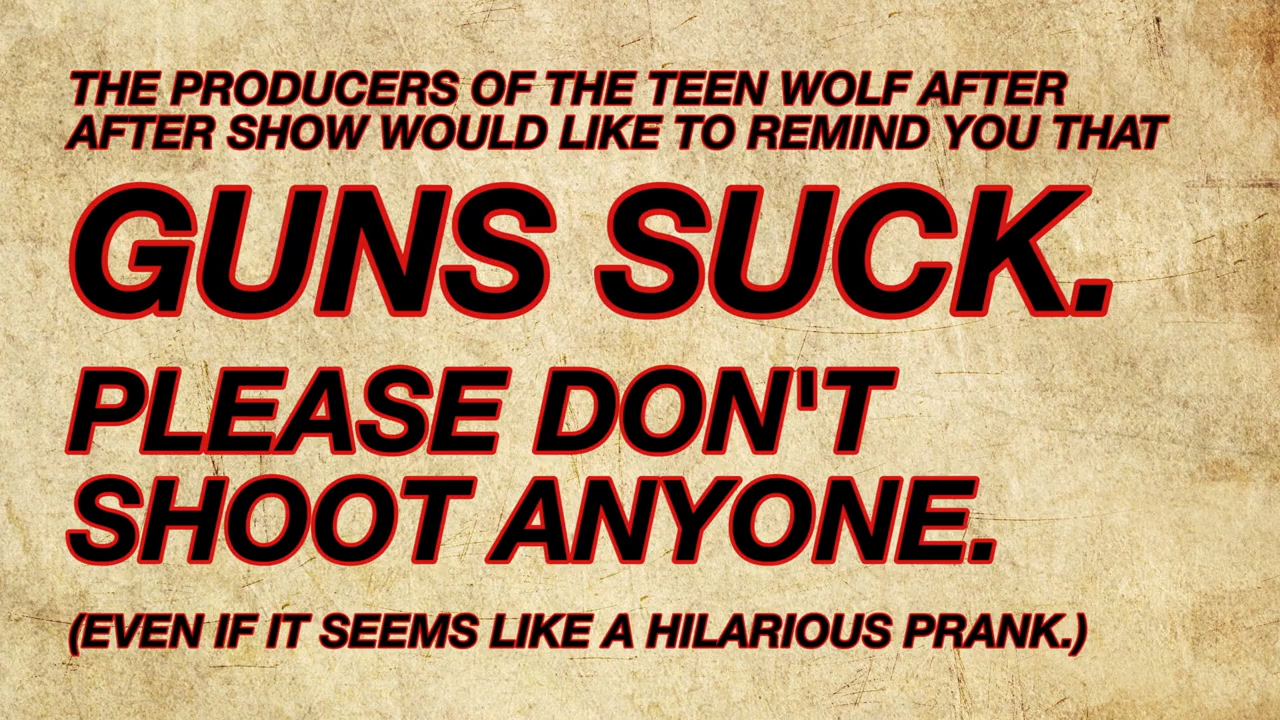 THE PRODUCERS OF THE TEEN WOLF AFTER
AFTER SHOW WOULD LIKE TO REMIND YOU THAT
GUNS SUCK.
PLEASE DON'T
SHOOT ANYONE.
(EVEN IF IT SEEMS LIKE A HILARIOUS PRANK.)